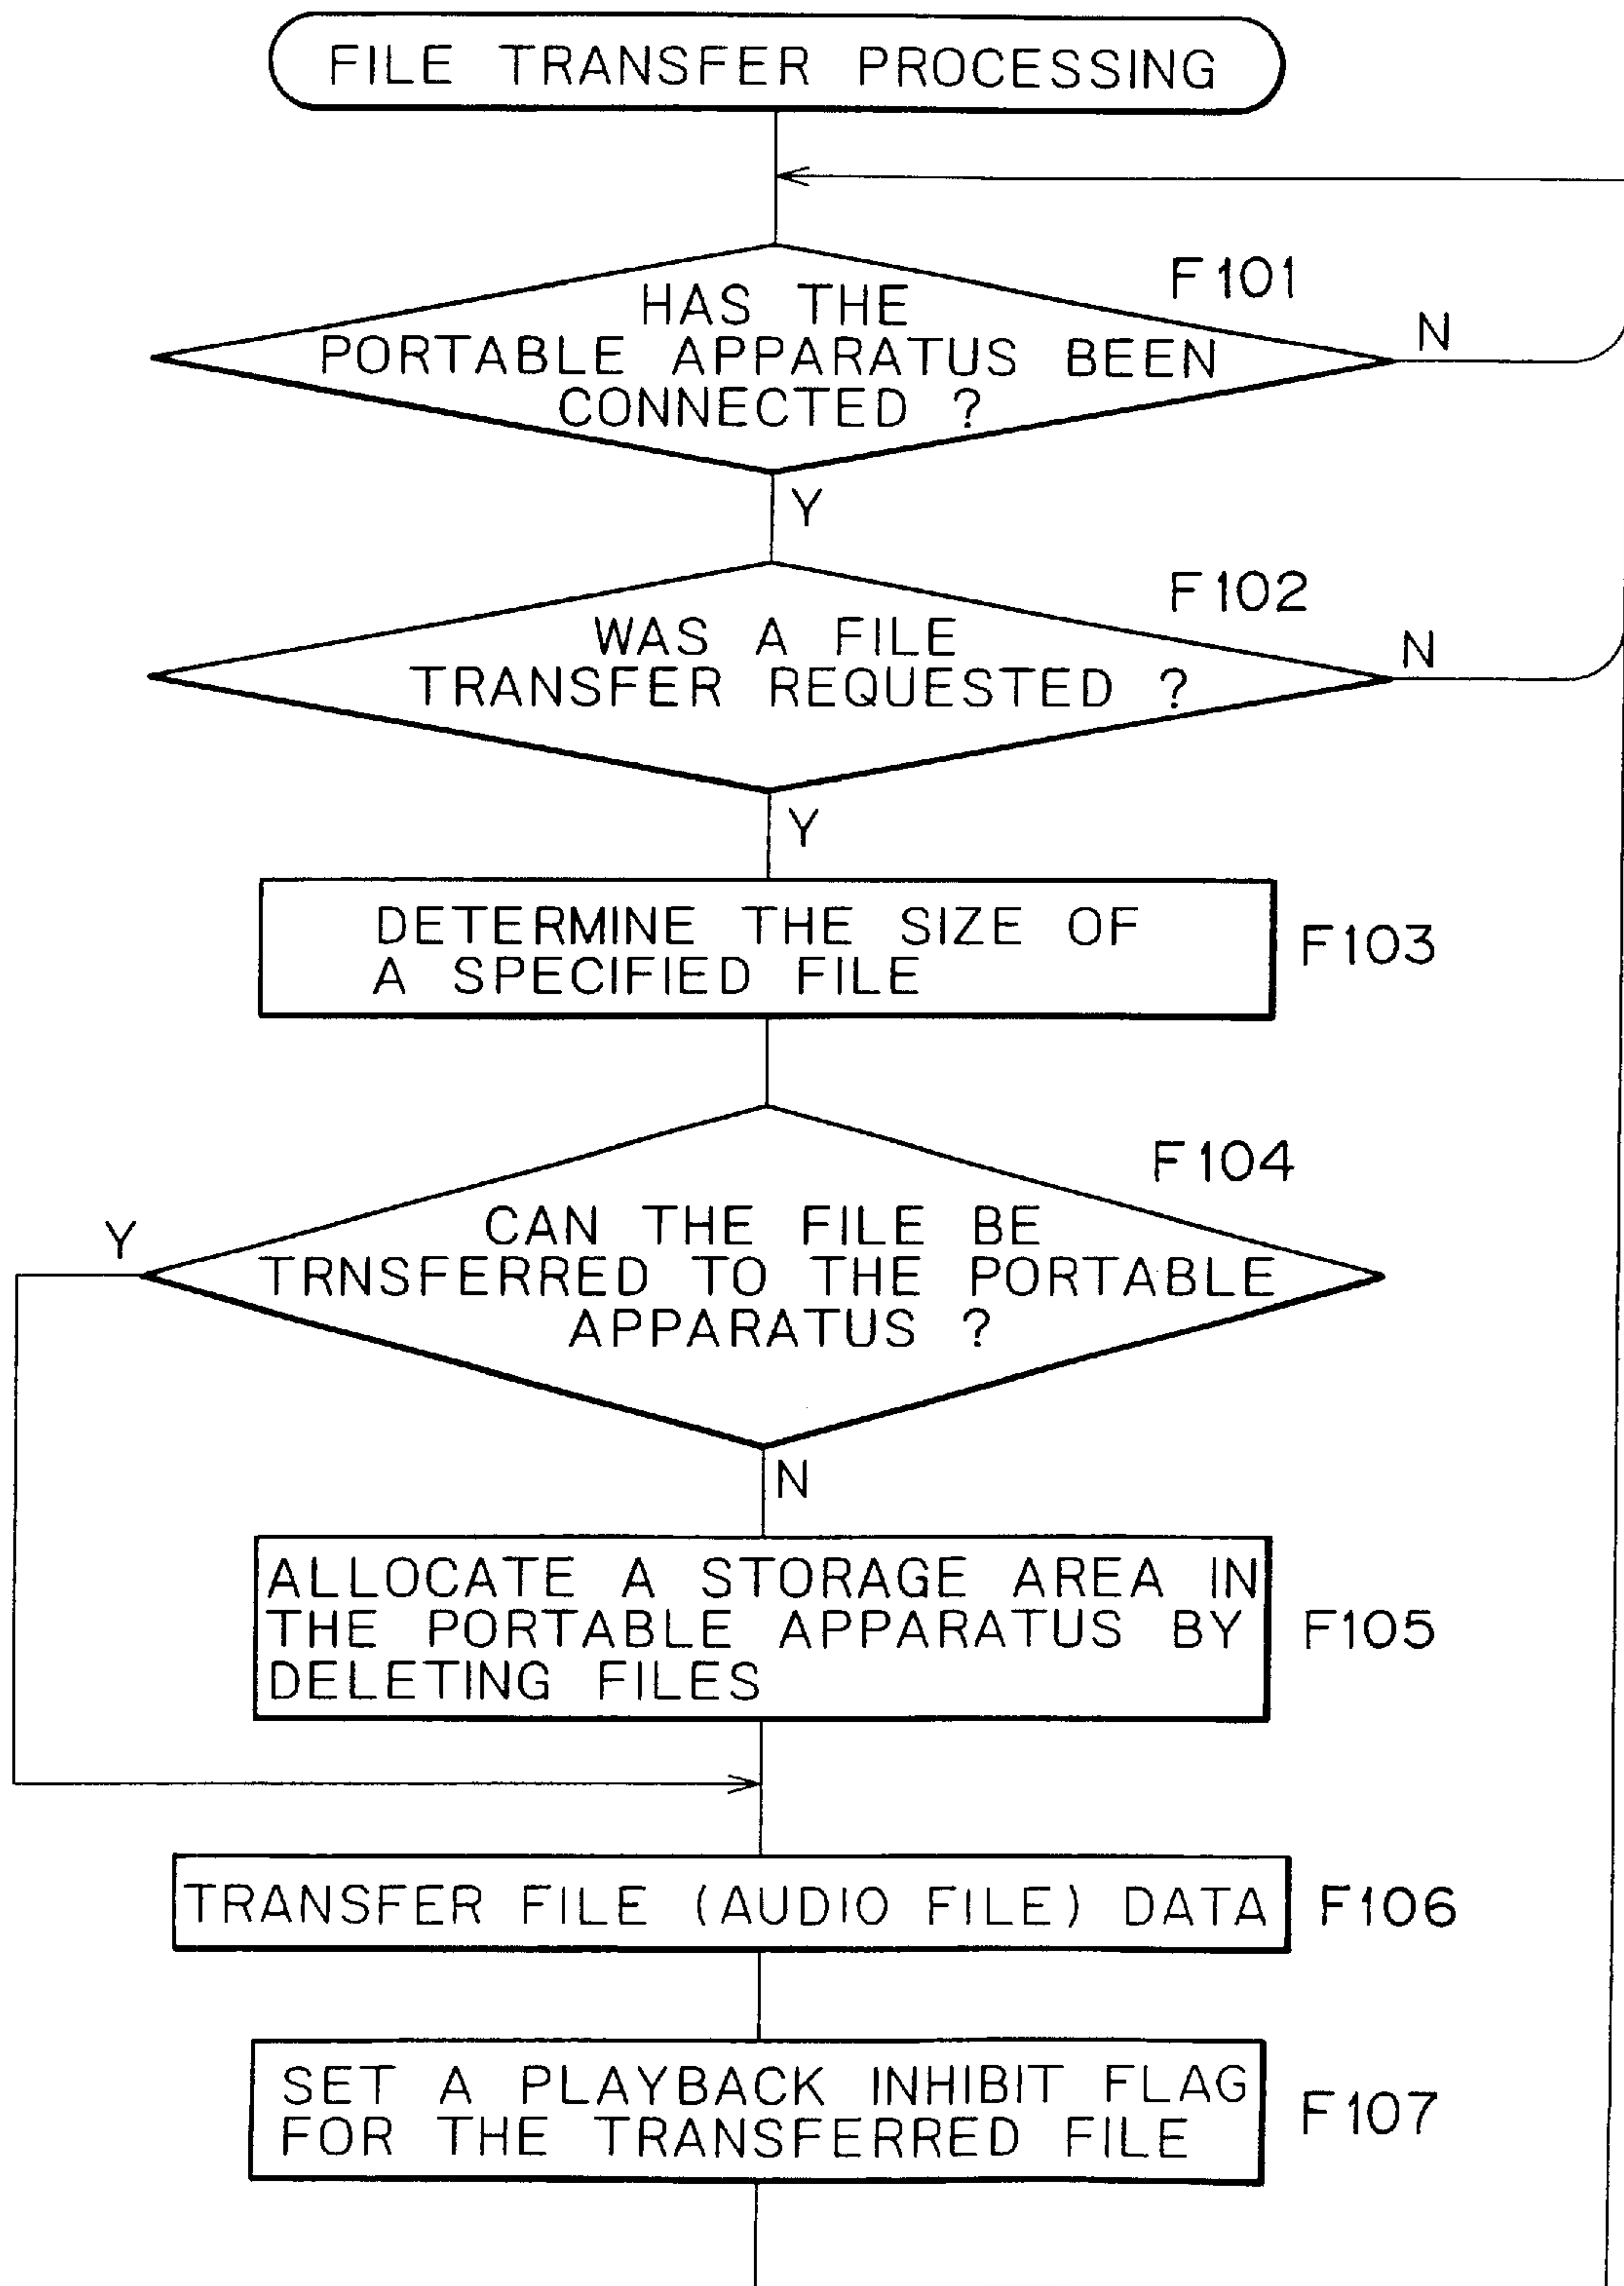 FILE TRANSFER PROCESSING
F101
HAS THE
PORTABLE APPARATUS BEEN
CONNECTED ?
N
Y
F102
WAS A FILE
TRANSFER REQUESTED ?
N
Y
DETERMINE THE SIZE OF
A SPECIFIED FILE
F103
F104
CAN THE FILE BE
TRNSFERRED TO THE PORTABLE
APPARATUS ?
Y
N
ALLOCATE A STORAGE AREA IN
THE PORTABLE APPARATUS BY
DELETING FILES
F105
TRANSFER FILE (AUDIO FILE) DATA
F106
SET A PLAYBACK INHIBIT FLAG
FOR THE TRANSFERRED FILE
F107